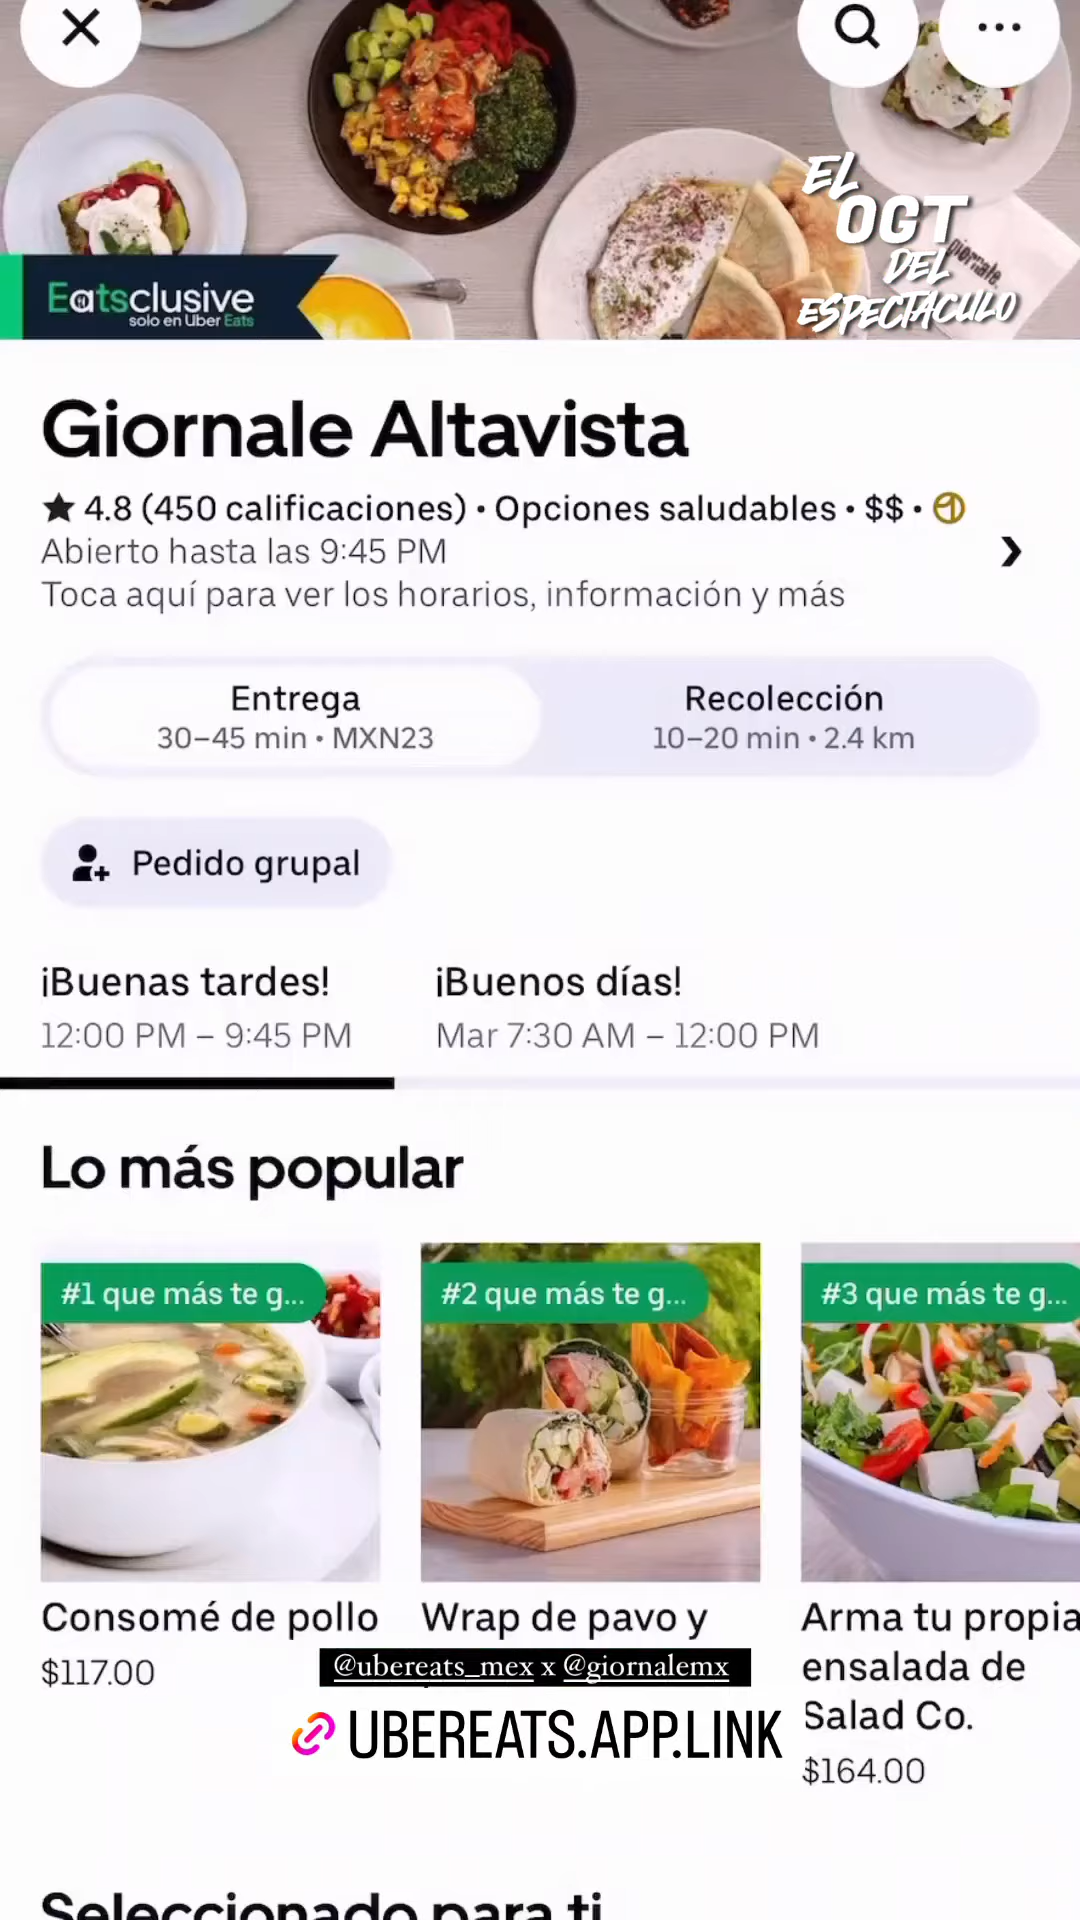 EL
OGT
DEL
ESPECTACULO
giornale.
Eatsclusive
solo en Uber Eats
Giornale Altavista
4.8 (450 calificaciones) • Opciones saludables • $$ •
Abierto hasta las 9:45 PM
Toca aquí para ver los horarios, información y más
Entrega
30–45 min • MXN23
Recolección
10–20 min • 2.4 km
Pedido grupal
¡Buenas tardes!
12:00 PM – 9:45 PM
¡Buenos días!
Mar 7:30 AM – 12:00 PM
Lo más popular
#1 que más te g...
#2 que más te g...
#3 que más te g...
Consomé de pollo
$117.00
Wrap de pavo y
Arma tu propia
ensalada de
Salad Co.
$164.00
@ubereats_mex x @giornalemx
UBEREATS.APP.LINK
Seleccionado para ti